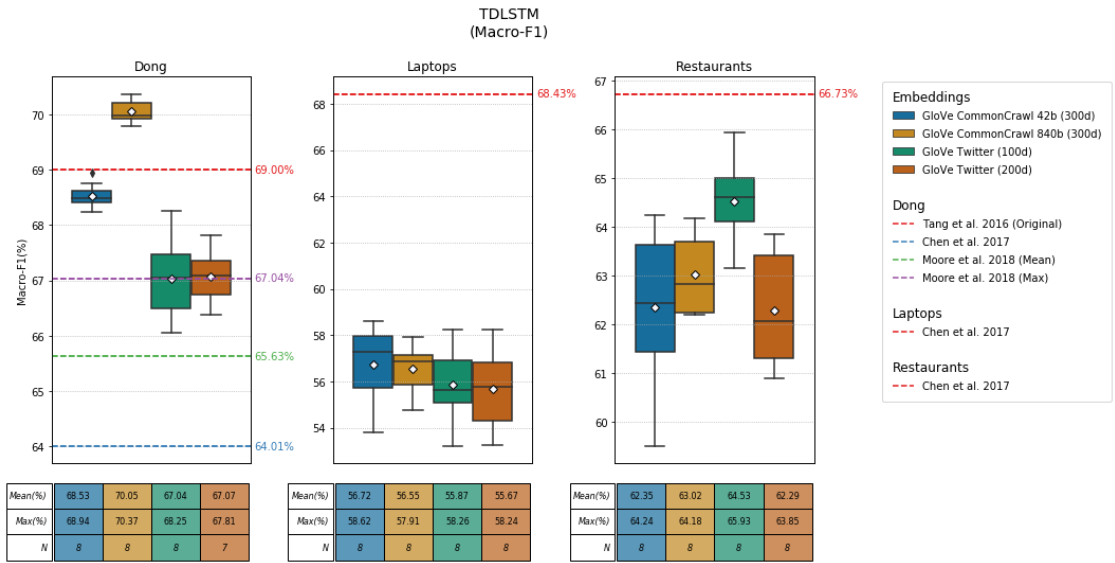 TDLSTM
(Macro-F1)
Dong
Laptops
Restaurants
Macro-F1(%)
70
69
68
67
66
65
64
69.00%
67.04%
65.63%
64.01%
68
66
64
62
60
58
56
54
68.43%
67
66
65
64
63
62
61
60
66.73%
Embeddings
GloVe CommonCrawl 42b (300d)
GloVe CommonCrawl 840b (300d)
GloVe Twitter (100d)
GloVe Twitter (200d)
Dong
Tang et al. 2016 (Original)
Chen et al. 2017
Moore et al. 2018 (Mean)
Moore et al. 2018 (Max)
Laptops
Chen et al. 2017
Restaurants
Chen et al. 2017
Mean(%) 68.53 70.05 67.04 67.07
Max(%) 68.94 70.37 68.25 67.81
N 8 8 8 7
Mean(%) 56.72 56.55 55.87 55.67
Max(%) 58.62 57.91 58.26 58.24
N 8 8 8 8
Mean(%) 62.35 63.02 64.53 62.29
Max(%) 64.24 64.18 65.93 63.85
N 8 8 8 8